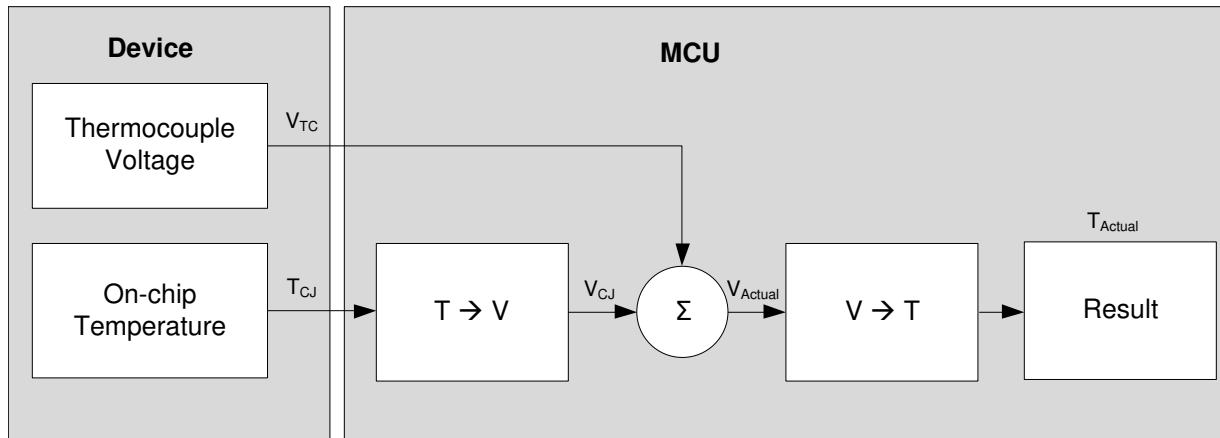 Device
MCU
Thermocouple
Voltage
V_TC
On-chip
Temperature
T_CJ
T → V
V_CJ
Σ
V_Actual
V → T
T_Actual
Result